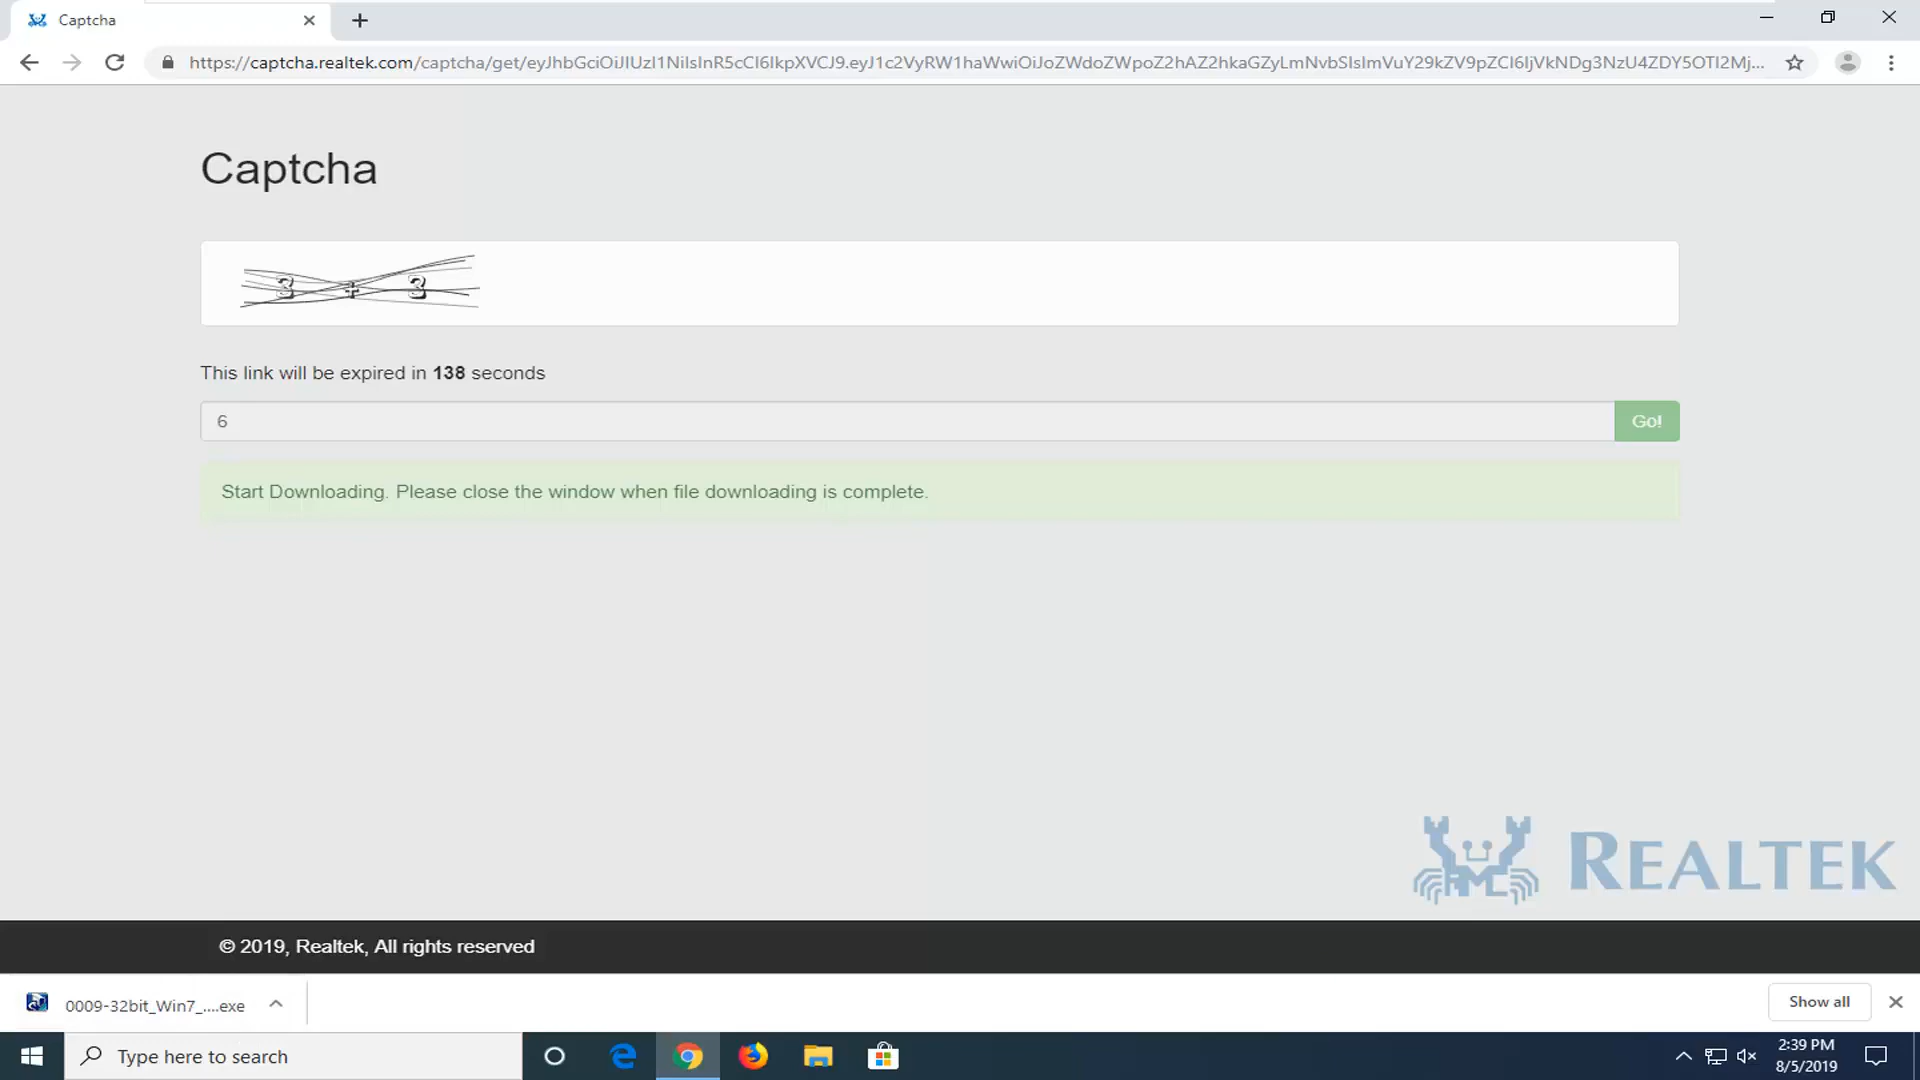 Captcha
https://captcha.realtek.com/captcha/get/eyJhbGciOiJIUzI1NiIsInR5cCI6IkpXVCJ9.eyJ1c2VyRW1haWwiOiJoZWdoZWpoZ2hAZ2hkaGZyLmNvbSIsImVuY29kZV9pZCI6IjVkNDg3NzU4ZDY5OTI2Mj...
Captcha
3 + 3
This link will be expired in 138 seconds
6
Go!
Start Downloading. Please close the window when file downloading is complete.
REALTEK
© 2019, Realtek, All rights reserved
0009-32bit_Win7_....exe
Show all
Type here to search
2:39 PM
8/5/2019